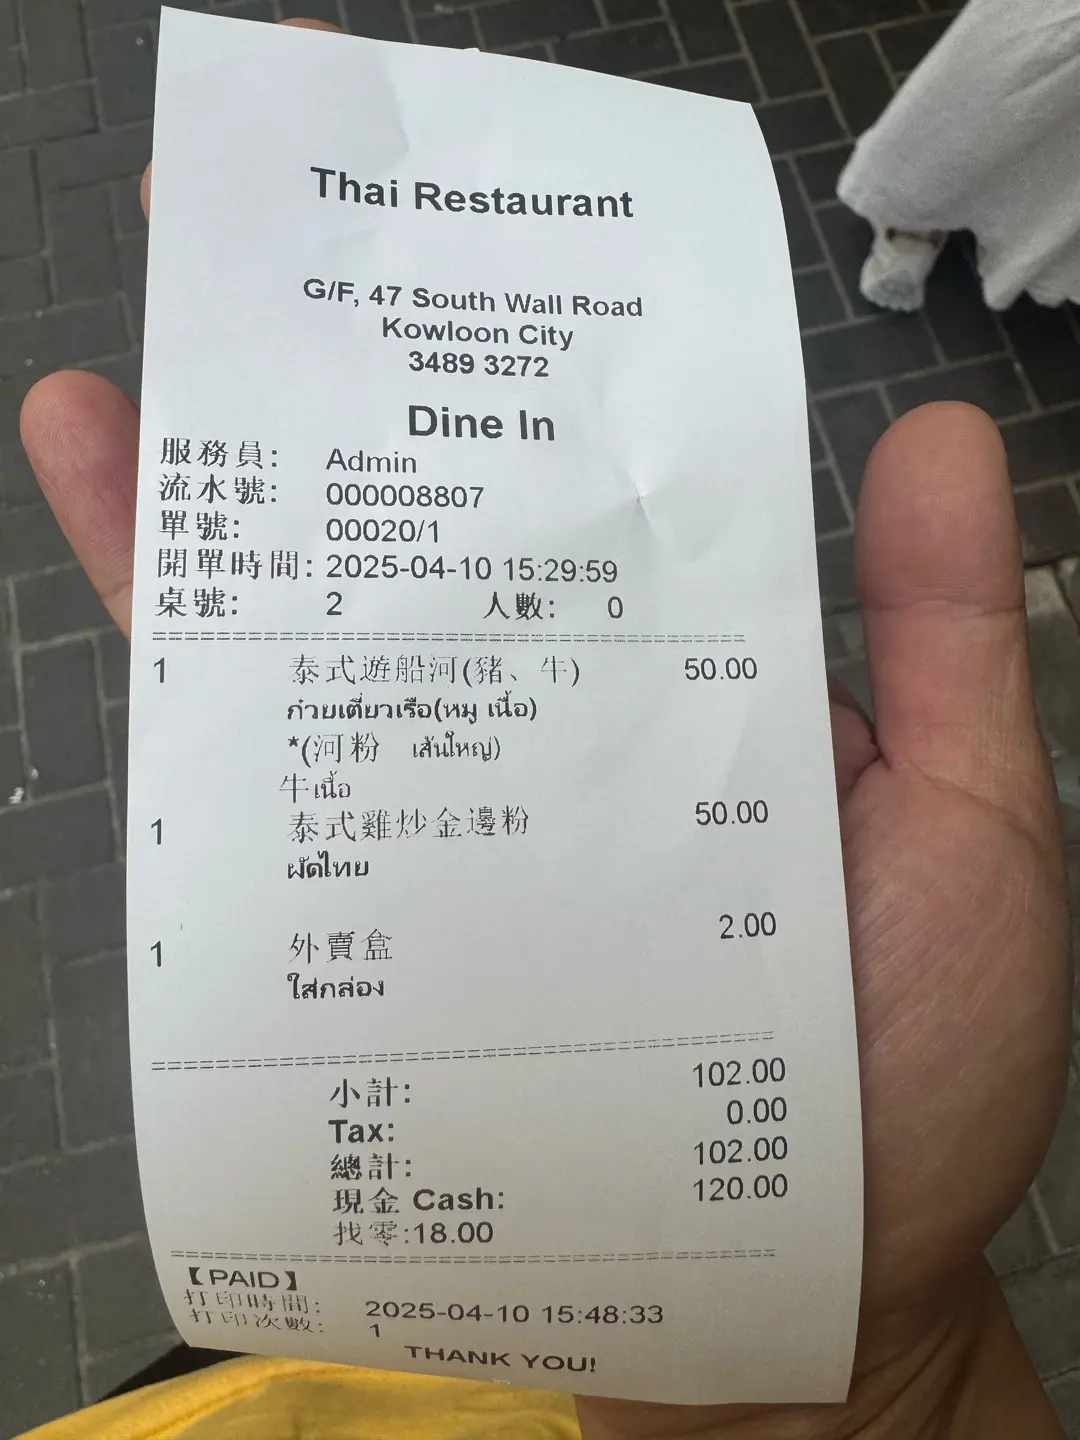 Thai Restaurant
G/F, 47 South Wall Road
Kowloon City
3489 3272
Dine In
服務員: Admin
流水號: 000008807
單號: 00020/1
開單時間: 2025-04-10 15:29:59
桌號: 2 人數: 0
1 泰式遊船河(豬、牛) 50.00
ก๋วยเตี่ยวเรือ(หมู เนื้อ)
*(河粉 เส้นใหญ่)
牛เนื้อ
1 泰式雞炒金邊粉 50.00
ผัดไทย
1 外賣盒 2.00
ใส่กล่อง
小計: 102.00
Tax: 0.00
總計: 102.00
現金 Cash: 120.00
找零:18.00
【PAID】
打印時間: 2025-04-10 15:48:33
打印次數: 1
THANK YOU!